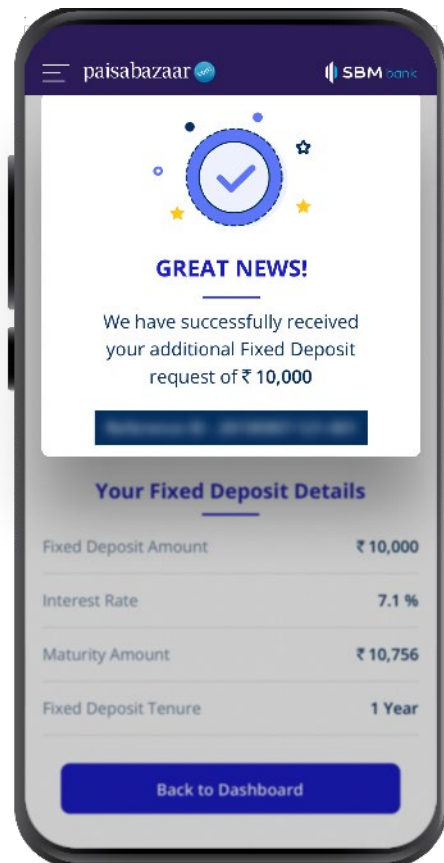 paisabazaar com
SBM bank
GREAT NEWS!
We have successfully received
your additional Fixed Deposit
request of ₹ 10,000
Your Fixed Deposit Details
Fixed Deposit Amount ₹ 10,000
Interest Rate 7.1 %
Maturity Amount ₹ 10,756
Fixed Deposit Tenure 1 Year
Back to Dashboard